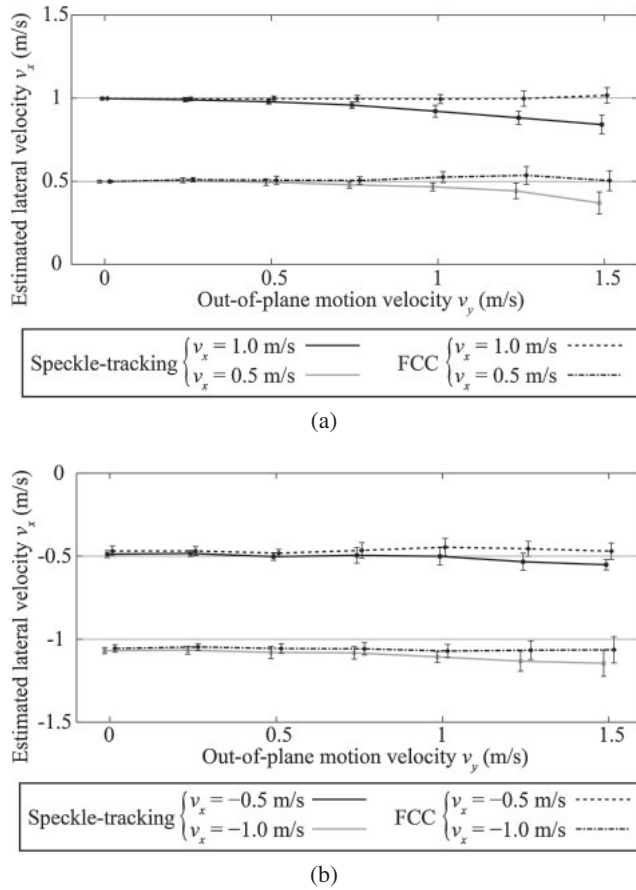 1.5
1
0.5
0
Estimated lateral velocity v_x (m/s)
0 0.5 1 1.5
Out-of-plane motion velocity v_y (m/s)
Speckle-tracking { v_x = 1.0 m/s FCC { v_x = 1.0 m/s
v_x = 0.5 m/s v_x = 0.5 m/s
(a)
0
-0.5
-1
-1.5
Estimated lateral velocity v_x (m/s)
0 0.5 1 1.5
Out-of-plane motion velocity v_y (m/s)
Speckle-tracking { v_x = −0.5 m/s FCC { v_x = −0.5 m/s
v_x = −1.0 m/s v_x = −1.0 m/s
(b)